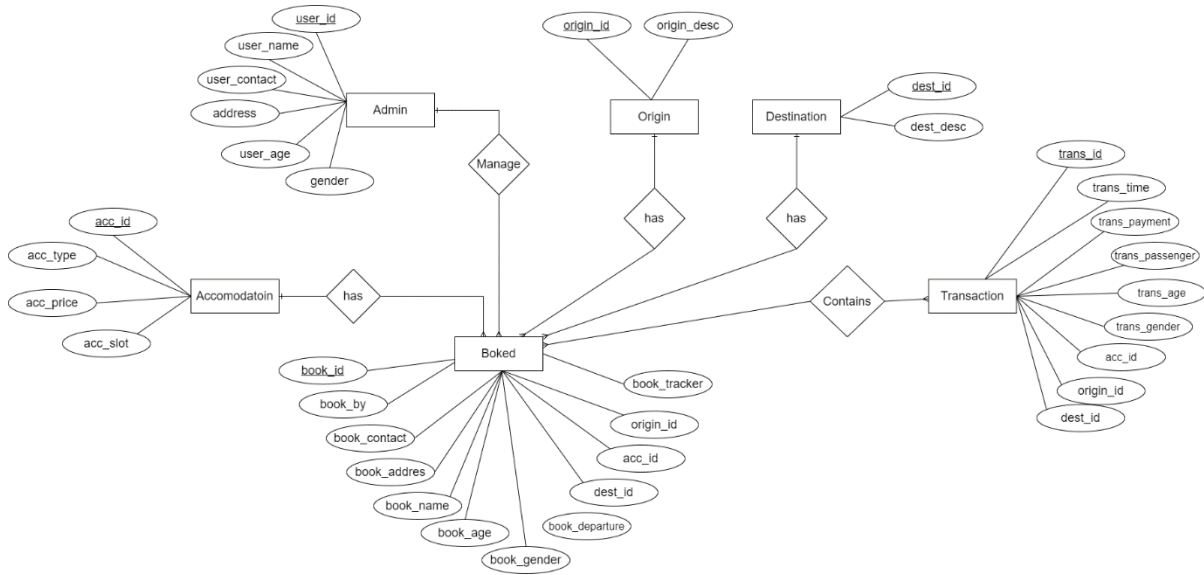 user_id
user_name
user_contact
address
user_age
gender
Admin
Manage
origin_id
origin_desc
Origin
has
Destination
dest_id
dest_desc
has
acc_id
acc_type
acc_price
acc_slot
Accomodatoin
has
Boked
book_id
book_by
book_contact
book_addres
book_name
book_age
book_gender
book_departure
dest_id
acc_id
origin_id
book_tracker
Contains
Transaction
trans_id
trans_time
trans_payment
trans_passenger
trans_age
trans_gender
acc_id
origin_id
dest_id